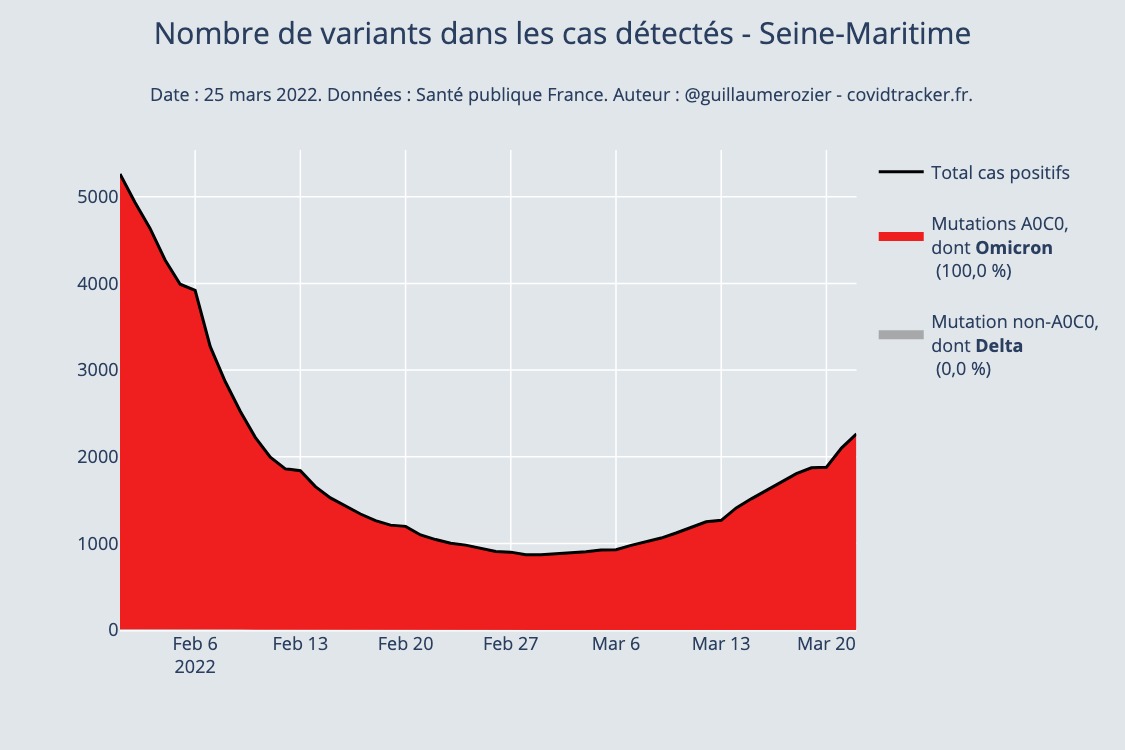 Nombre de variants dans les cas détectés - Seine-Maritime
Date : 25 mars 2022. Données : Santé publique France. Auteur : @guillaumerozier - covidtracker.fr.
5000
4000
3000
2000
1000
0
Feb 6
2022
Feb 13
Feb 20
Feb 27
Mar 6
Mar 13
Mar 20
Total cas positifs
Mutations A0C0,
dont Omicron
(100,0 %)
Mutation non-A0C0,
dont Delta
(0,0 %)